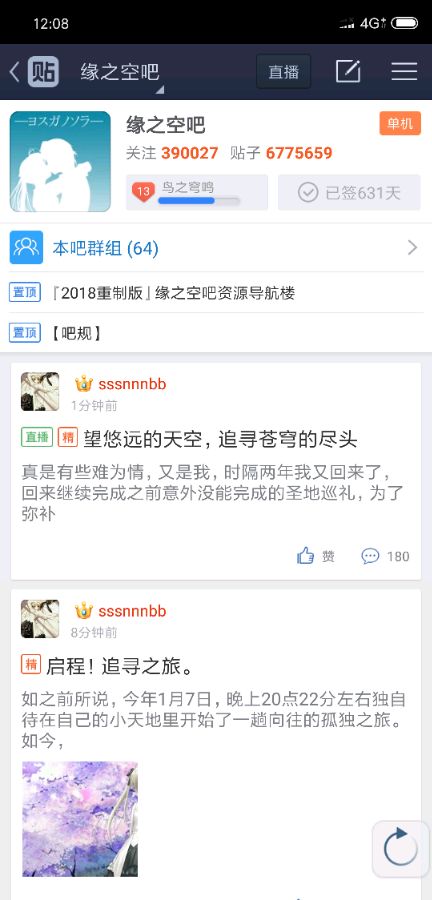 12:08
4G+
贴 缘之空吧
直播
ーヨスガノソラー
缘之空吧
单机
关注 390027 贴子 6775659
13 鸟之穹鸣
已签631天
本吧群组 (64)
置顶 『2018重制版』缘之空吧资源导航楼
置顶 【吧规】
sssnnnbb
1分钟前
直播 精 望悠远的天空，追寻苍穹的尽头
真是有些难为情，又是我，时隔两年我又回来了，
回来继续完成之前意外没能完成的圣地巡礼，为了
弥补
赞 180
sssnnnbb
8分钟前
精 启程！追寻之旅。
如之前所说，今年1月7日，晚上20点22分左右独自
待在自己的小天地里开始了一趟向往的孤独之旅。
如今，